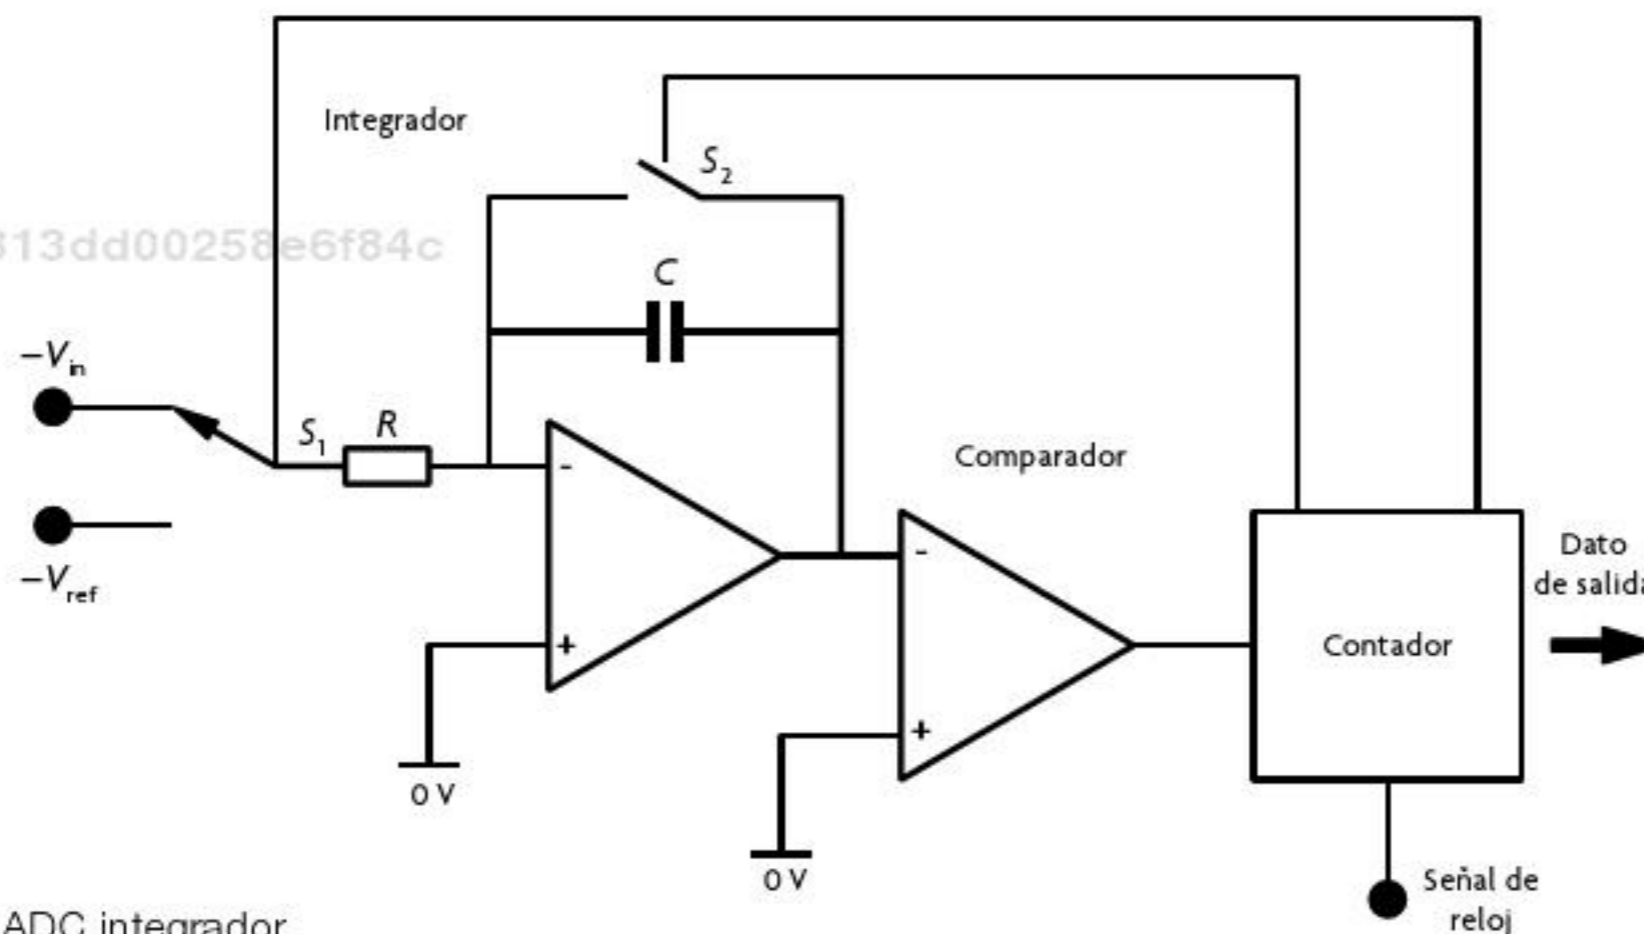 Integrador
S2
313dd00258e6f84c
C
–Vin
S1
R
-
Comparador
-
–Vref
Dato
de salida
+
Contador
+
0 V
0 V
Señal de
reloj
ADC integrador